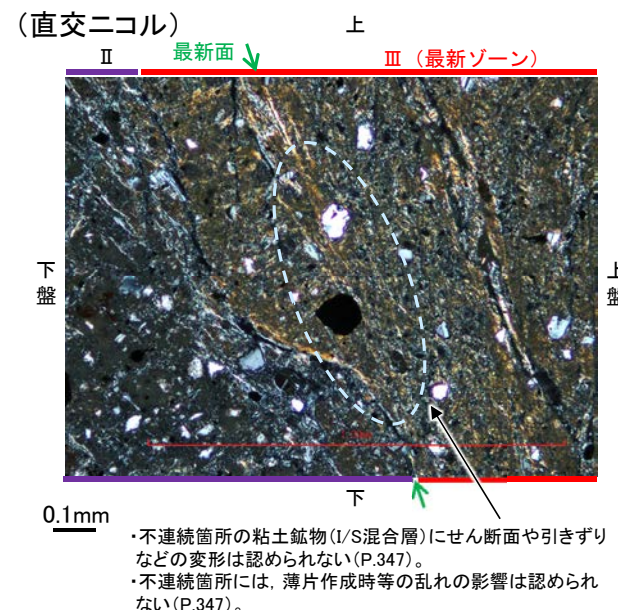 (直交ニコル)
上
Ⅱ
最新面
Ⅲ (最新ゾーン)
下
盤
上
盤
下
0.1mm
・不連続箇所の粘土鉱物(I/S混合層)にせん断面や引きずり
などの変形は認められない(P.347)。
・不連続箇所には,薄片作成時等の乱れの影響は認められ
ない(P.347)。